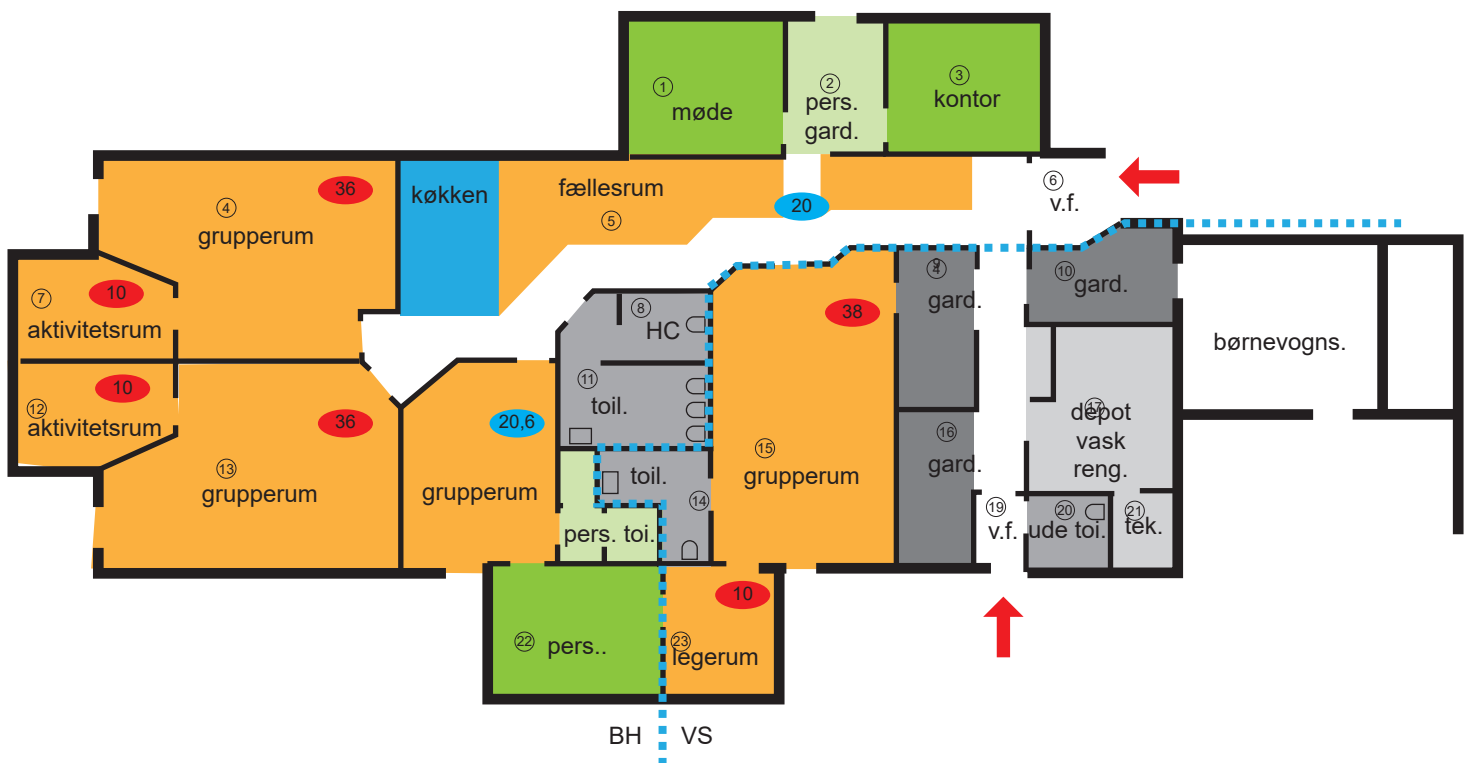 1
møde
2
pers.
gard.
3
kontor
6
v.f.
36
4
grupperum
køkken
fællesrum
5
20
7
10
aktivitetsrum
8
HC
38
9
4
gard.
10
gard.
børnevogns.
12
10
aktivitetsrum
36
13
grupperum
20,6
grupperum
11
toil.
15
grupperum
16
gard.
17
depot
vask
reng.
toil.
14
pers. toi.
19
v.f.
20
ude toi.
21
tek.
22
pers..
10
23
legerum
BH
VS